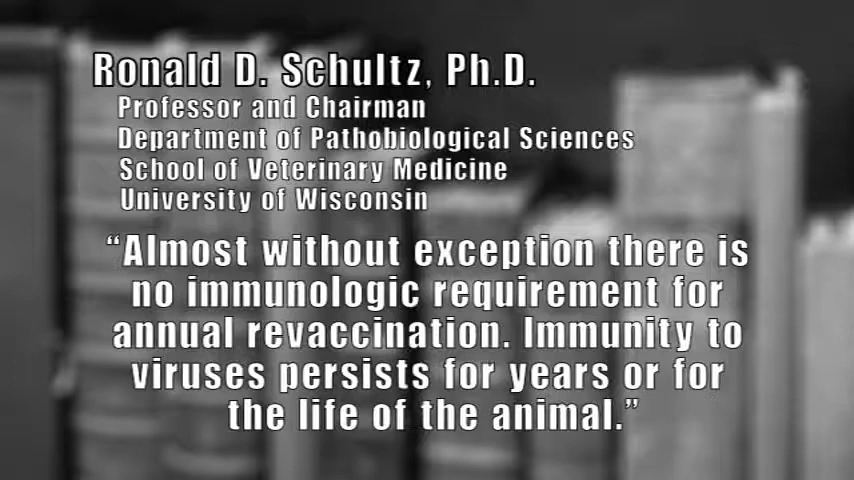 Ronald D. Schultz, Ph.D.
Professor and Chairman
Department of Pathobiological Sciences
School of Veterinary Medicine
University of Wisconsin
“Almost without exception there is
no immunologic requirement for
annual revaccination. Immunity to
viruses persists for years or for
the life of the animal.”